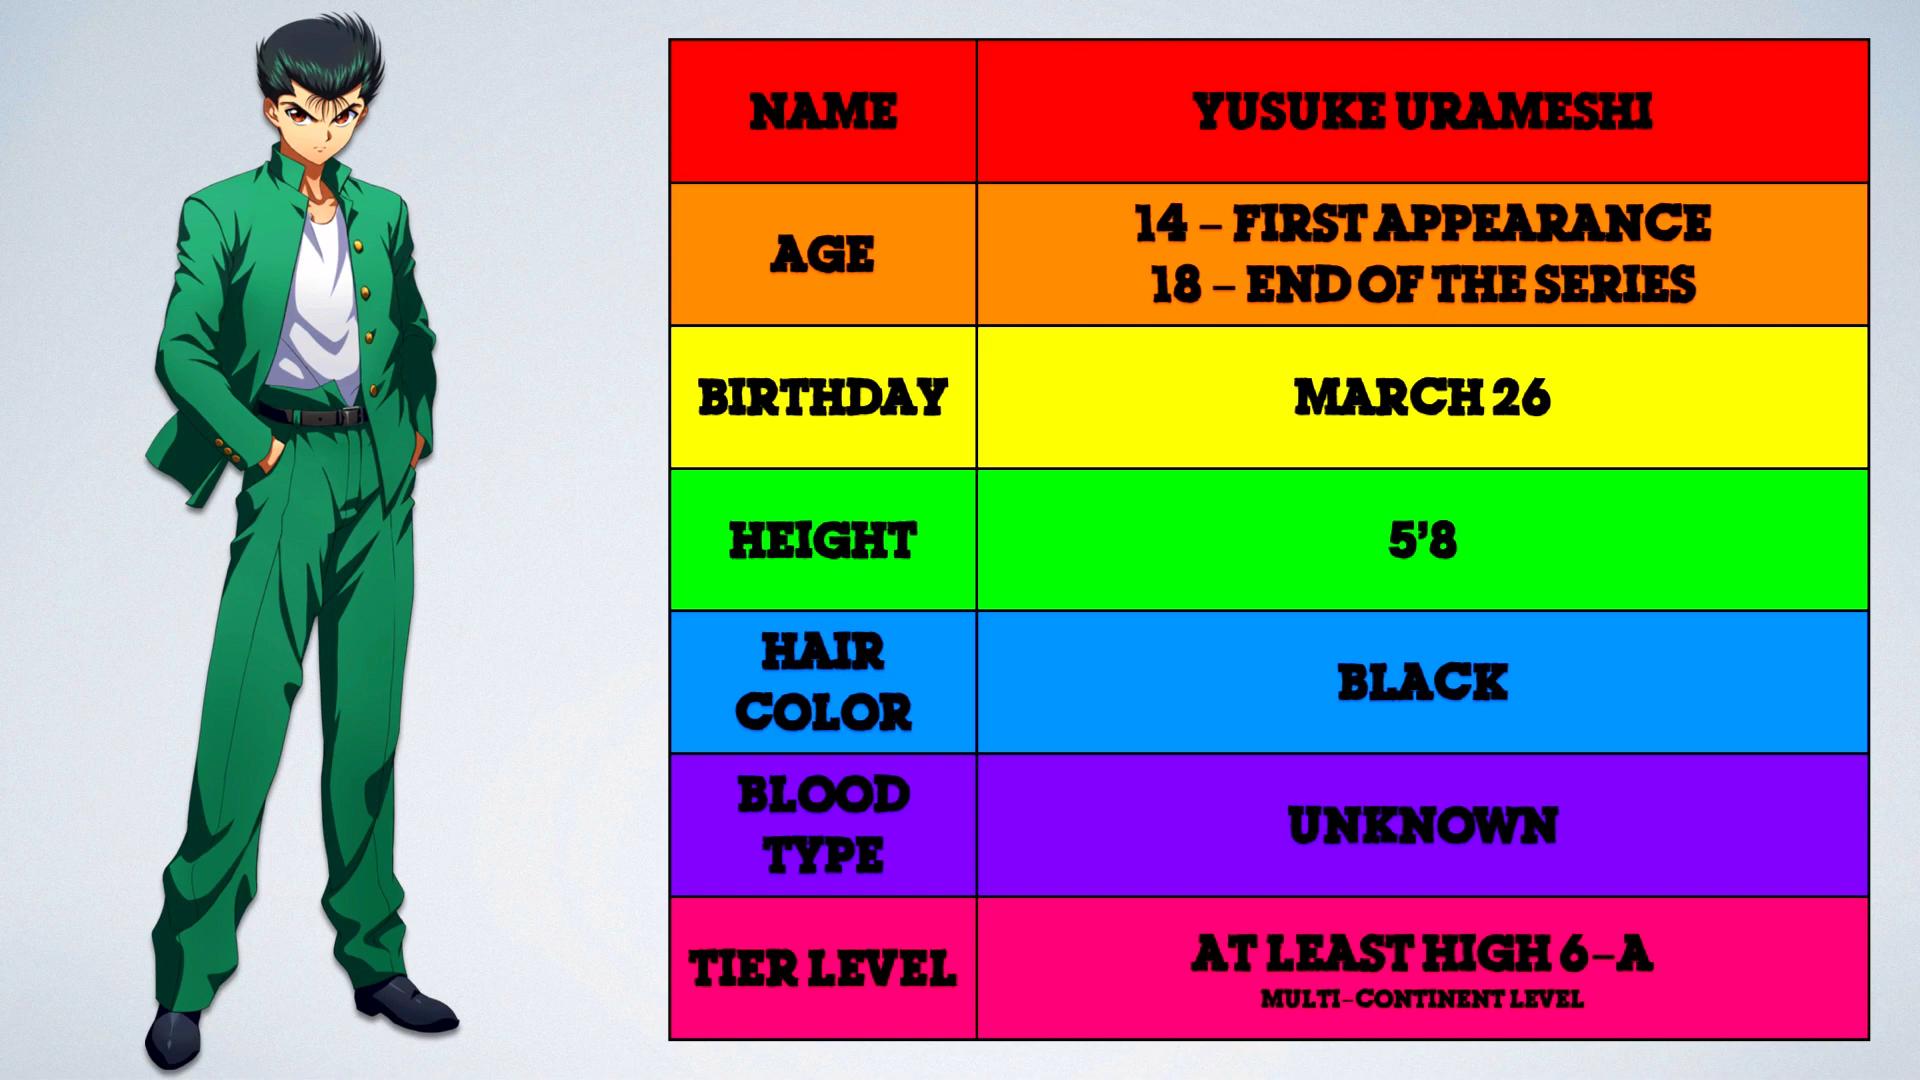 NAME
YUSUKE URAMESHI
AGE
14 – FIRST APPEARANCE
18 – END OF THE SERIES
BIRTHDAY
MARCH 26
HEIGHT
5’8
HAIR
COLOR
BLACK
BLOOD
TYPE
UNKNOWN
TIER LEVEL
AT LEAST HIGH 6–A
MULTI–CONTINENT LEVEL